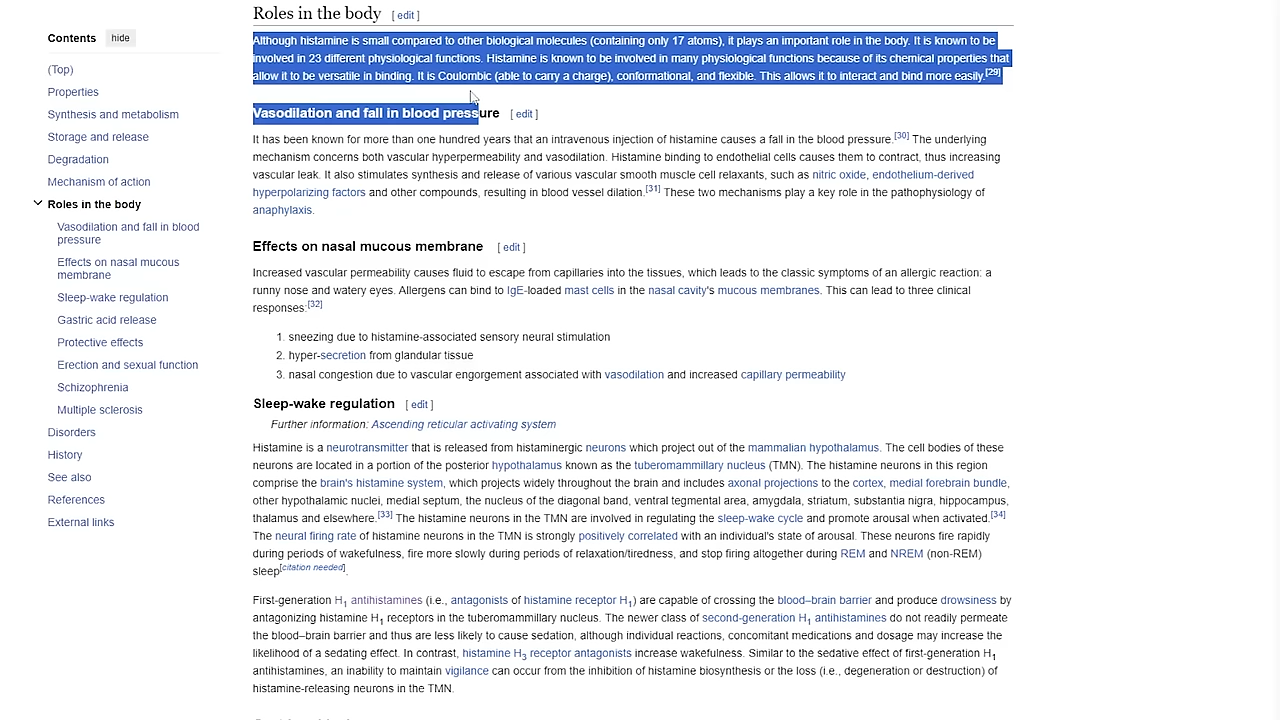 Contents hide
(Top)
Properties
Synthesis and metabolism
Storage and release
Degradation
Mechanism of action
Roles in the body
Vasodilation and fall in blood
pressure
Effects on nasal mucous
membrane
Sleep-wake regulation
Gastric acid release
Protective effects
Erection and sexual function
Schizophrenia
Multiple sclerosis
Disorders
History
See also
References
External links
Roles in the body [ edit ]
Although histamine is small compared to other biological molecules (containing only 17 atoms), it plays an important role in the body. It is known to be
involved in 23 different physiological functions. Histamine is known to be involved in many physiological functions because of its chemical properties that
allow it to be versatile in binding. It is Coulombic (able to carry a charge), conformational, and flexible. This allows it to interact and bind more easily.[29]
Vasodilation and fall in blood pressure [ edit ]
It has been known for more than one hundred years that an intravenous injection of histamine causes a fall in the blood pressure.[30] The underlying
mechanism concerns both vascular hyperpermeability and vasodilation. Histamine binding to endothelial cells causes them to contract, thus increasing
vascular leak. It also stimulates synthesis and release of various vascular smooth muscle cell relaxants, such as nitric oxide, endothelium-derived
hyperpolarizing factors and other compounds, resulting in blood vessel dilation.[31] These two mechanisms play a key role in the pathophysiology of
anaphylaxis.
Effects on nasal mucous membrane [ edit ]
Increased vascular permeability causes fluid to escape from capillaries into the tissues, which leads to the classic symptoms of an allergic reaction: a
runny nose and watery eyes. Allergens can bind to IgE-loaded mast cells in the nasal cavity's mucous membranes. This can lead to three clinical
responses:[32]
1. sneezing due to histamine-associated sensory neural stimulation
2. hyper-secretion from glandular tissue
3. nasal congestion due to vascular engorgement associated with vasodilation and increased capillary permeability
Sleep-wake regulation [ edit ]
Further information: Ascending reticular activating system
Histamine is a neurotransmitter that is released from histaminergic neurons which project out of the mammalian hypothalamus. The cell bodies of these
neurons are located in a portion of the posterior hypothalamus known as the tuberomammillary nucleus (TMN). The histamine neurons in this region
comprise the brain's histamine system, which projects widely throughout the brain and includes axonal projections to the cortex, medial forebrain bundle,
other hypothalamic nuclei, medial septum, the nucleus of the diagonal band, ventral tegmental area, amygdala, striatum, substantia nigra, hippocampus,
thalamus and elsewhere.[33] The histamine neurons in the TMN are involved in regulating the sleep-wake cycle and promote arousal when activated.[34]
The neural firing rate of histamine neurons in the TMN is strongly positively correlated with an individual's state of arousal. These neurons fire rapidly
during periods of wakefulness, fire more slowly during periods of relaxation/tiredness, and stop firing altogether during REM and NREM (non-REM)
sleep[citation needed].
First-generation H1 antihistamines (i.e., antagonists of histamine receptor H1) are capable of crossing the blood–brain barrier and produce drowsiness by
antagonizing histamine H1 receptors in the tuberomammillary nucleus. The newer class of second-generation H1 antihistamines do not readily permeate
the blood–brain barrier and thus are less likely to cause sedation, although individual reactions, concomitant medications and dosage may increase the
likelihood of a sedating effect. In contrast, histamine H3 receptor antagonists increase wakefulness. Similar to the sedative effect of first-generation H1
antihistamines, an inability to maintain vigilance can occur from the inhibition of histamine biosynthesis or the loss (i.e., degeneration or destruction) of
histamine-releasing neurons in the TMN.